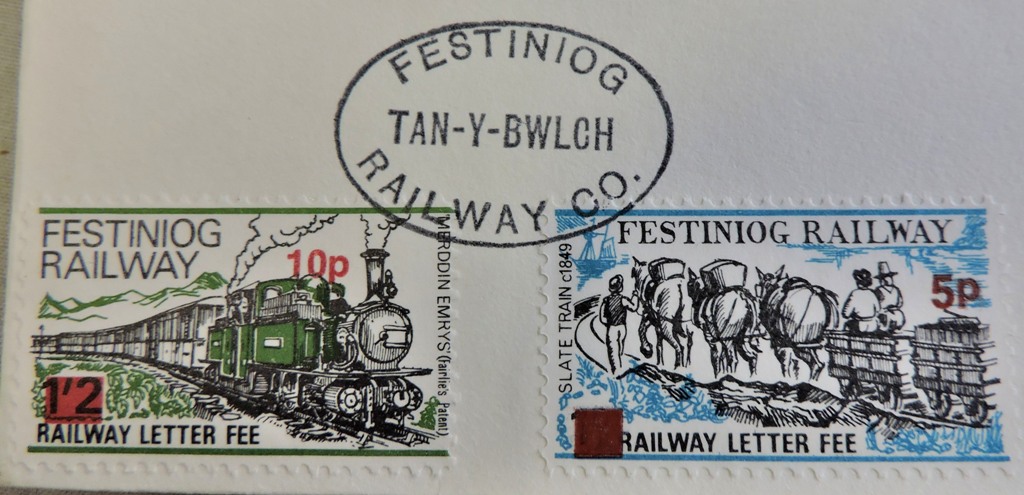 FESTINIOG
TAN-Y-BWLCH
RAILWAY CO.
FESTINIOG
RAILWAY
10p
MERDDIN EMRYS (Fairlie's Patent)
1'2
RAILWAY LETTER FEE
FESTINIOG RAILWAY
5p
SLATE TRAIN c1849
RAILWAY LETTER FEE